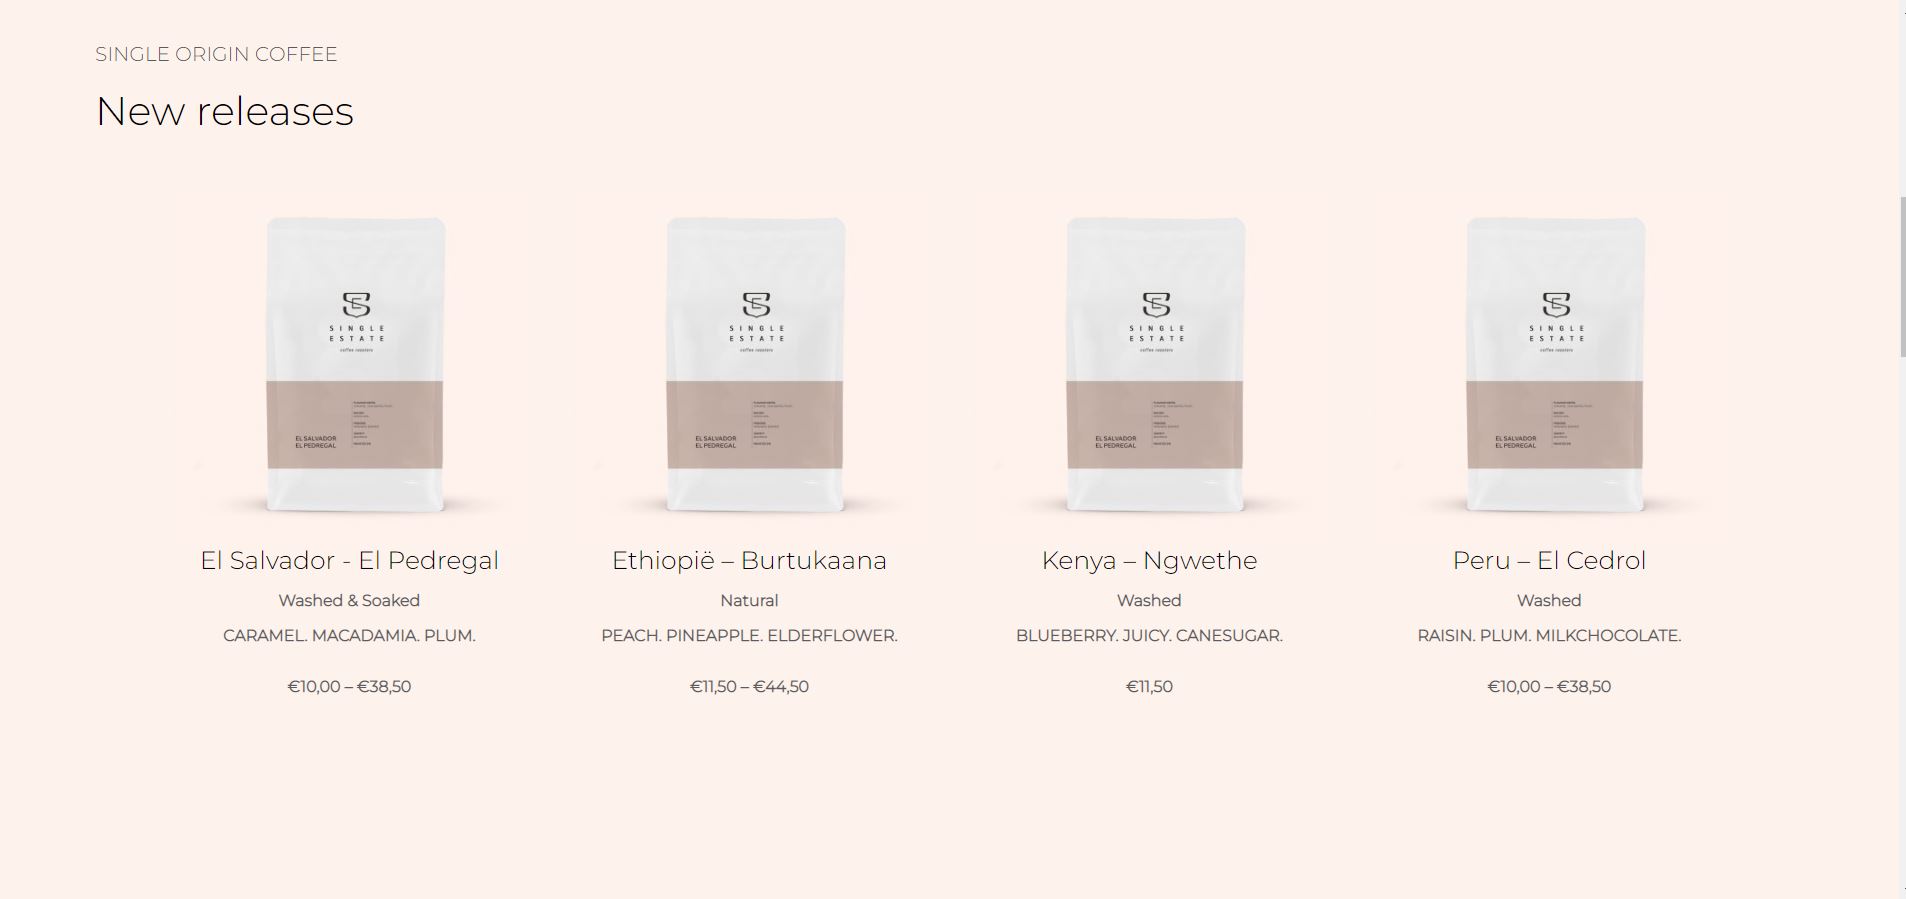 SINGLE ORIGIN COFFEE
New releases
SINGLE
ESTATE
coffee roasters
EL SALVADOR
EL PEDREGAL
SINGLE
ESTATE
coffee roasters
EL SALVADOR
EL PEDREGAL
SINGLE
ESTATE
coffee roasters
EL SALVADOR
EL PEDREGAL
SINGLE
ESTATE
coffee roasters
EL SALVADOR
EL PEDREGAL
El Salvador - El Pedregal
Washed & Soaked
CARAMEL. MACADAMIA. PLUM.
€10,00 – €38,50
Ethiopië – Burtukaana
Natural
PEACH. PINEAPPLE. ELDERFLOWER.
€11,50 – €44,50
Kenya – Ngwethe
Washed
BLUEBERRY. JUICY. CANESUGAR.
€11,50
Peru – El Cedrol
Washed
RAISIN. PLUM. MILKCHOCOLATE.
€10,00 – €38,50